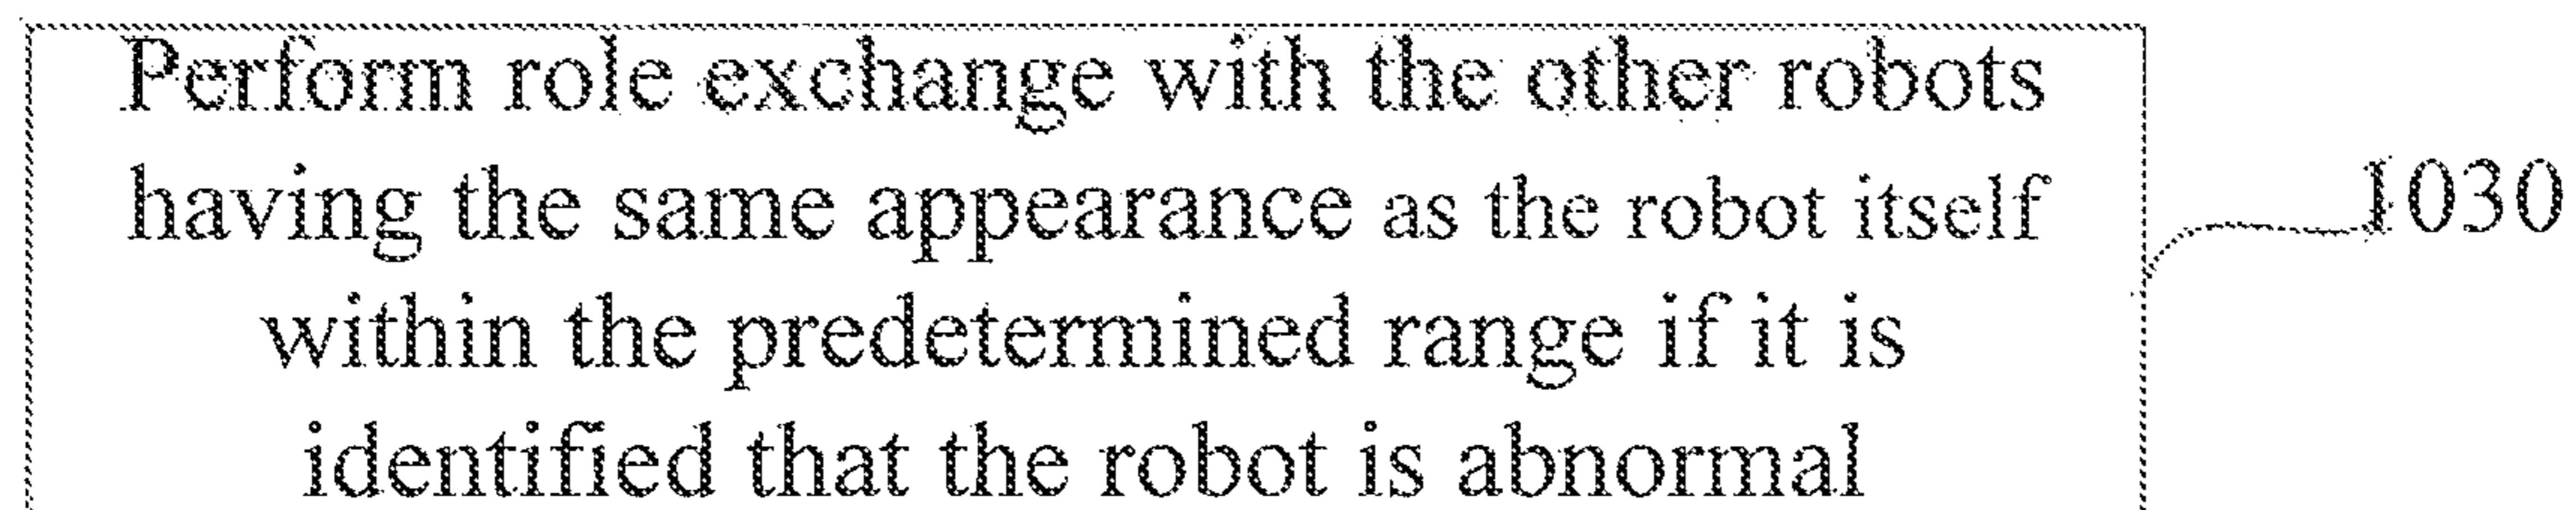 Perform role exchange with the other robots
having the same appearance as the robot itself
1030
within the predetermined range if it is
identified that the robot is abnormal